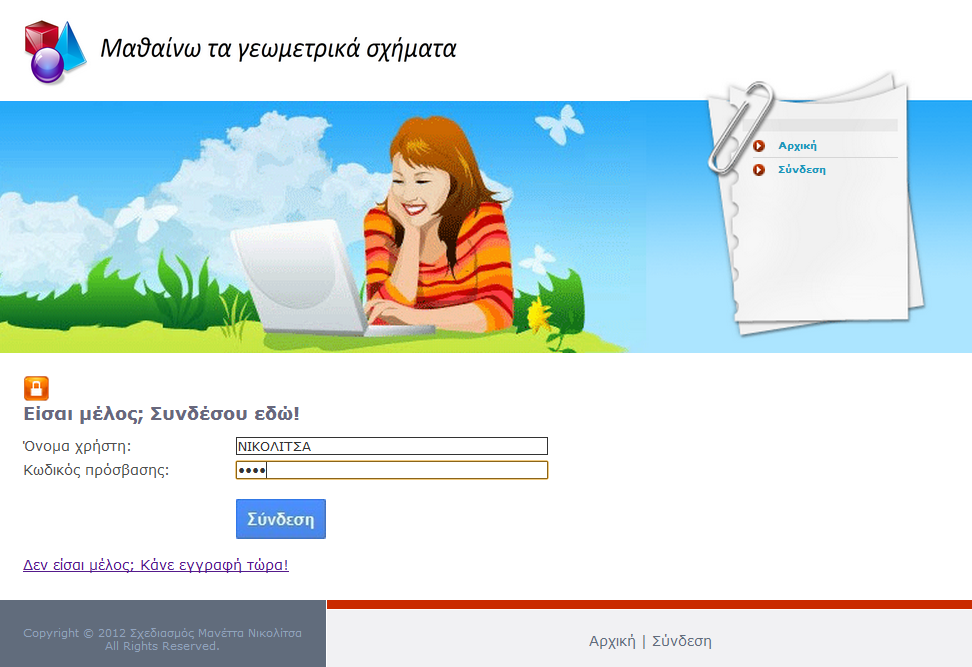 Μαθαίνω τα γεωμετρικά σχήματα
Αρχική
Σύνδεση
Είσαι μέλος; Συνδέσου εδώ!
Όνομα χρήστη:
ΝΙΚΟΛΙΤΣΑ
Κωδικός πρόσβασης:
••••
Σύνδεση
Δεν είσαι μέλος; Κάνε εγγραφή τώρα!
Copyright © 2012 Σχεδιασμός Μανέττα Νικολίτσα
All Rights Reserved.
Αρχική | Σύνδεση